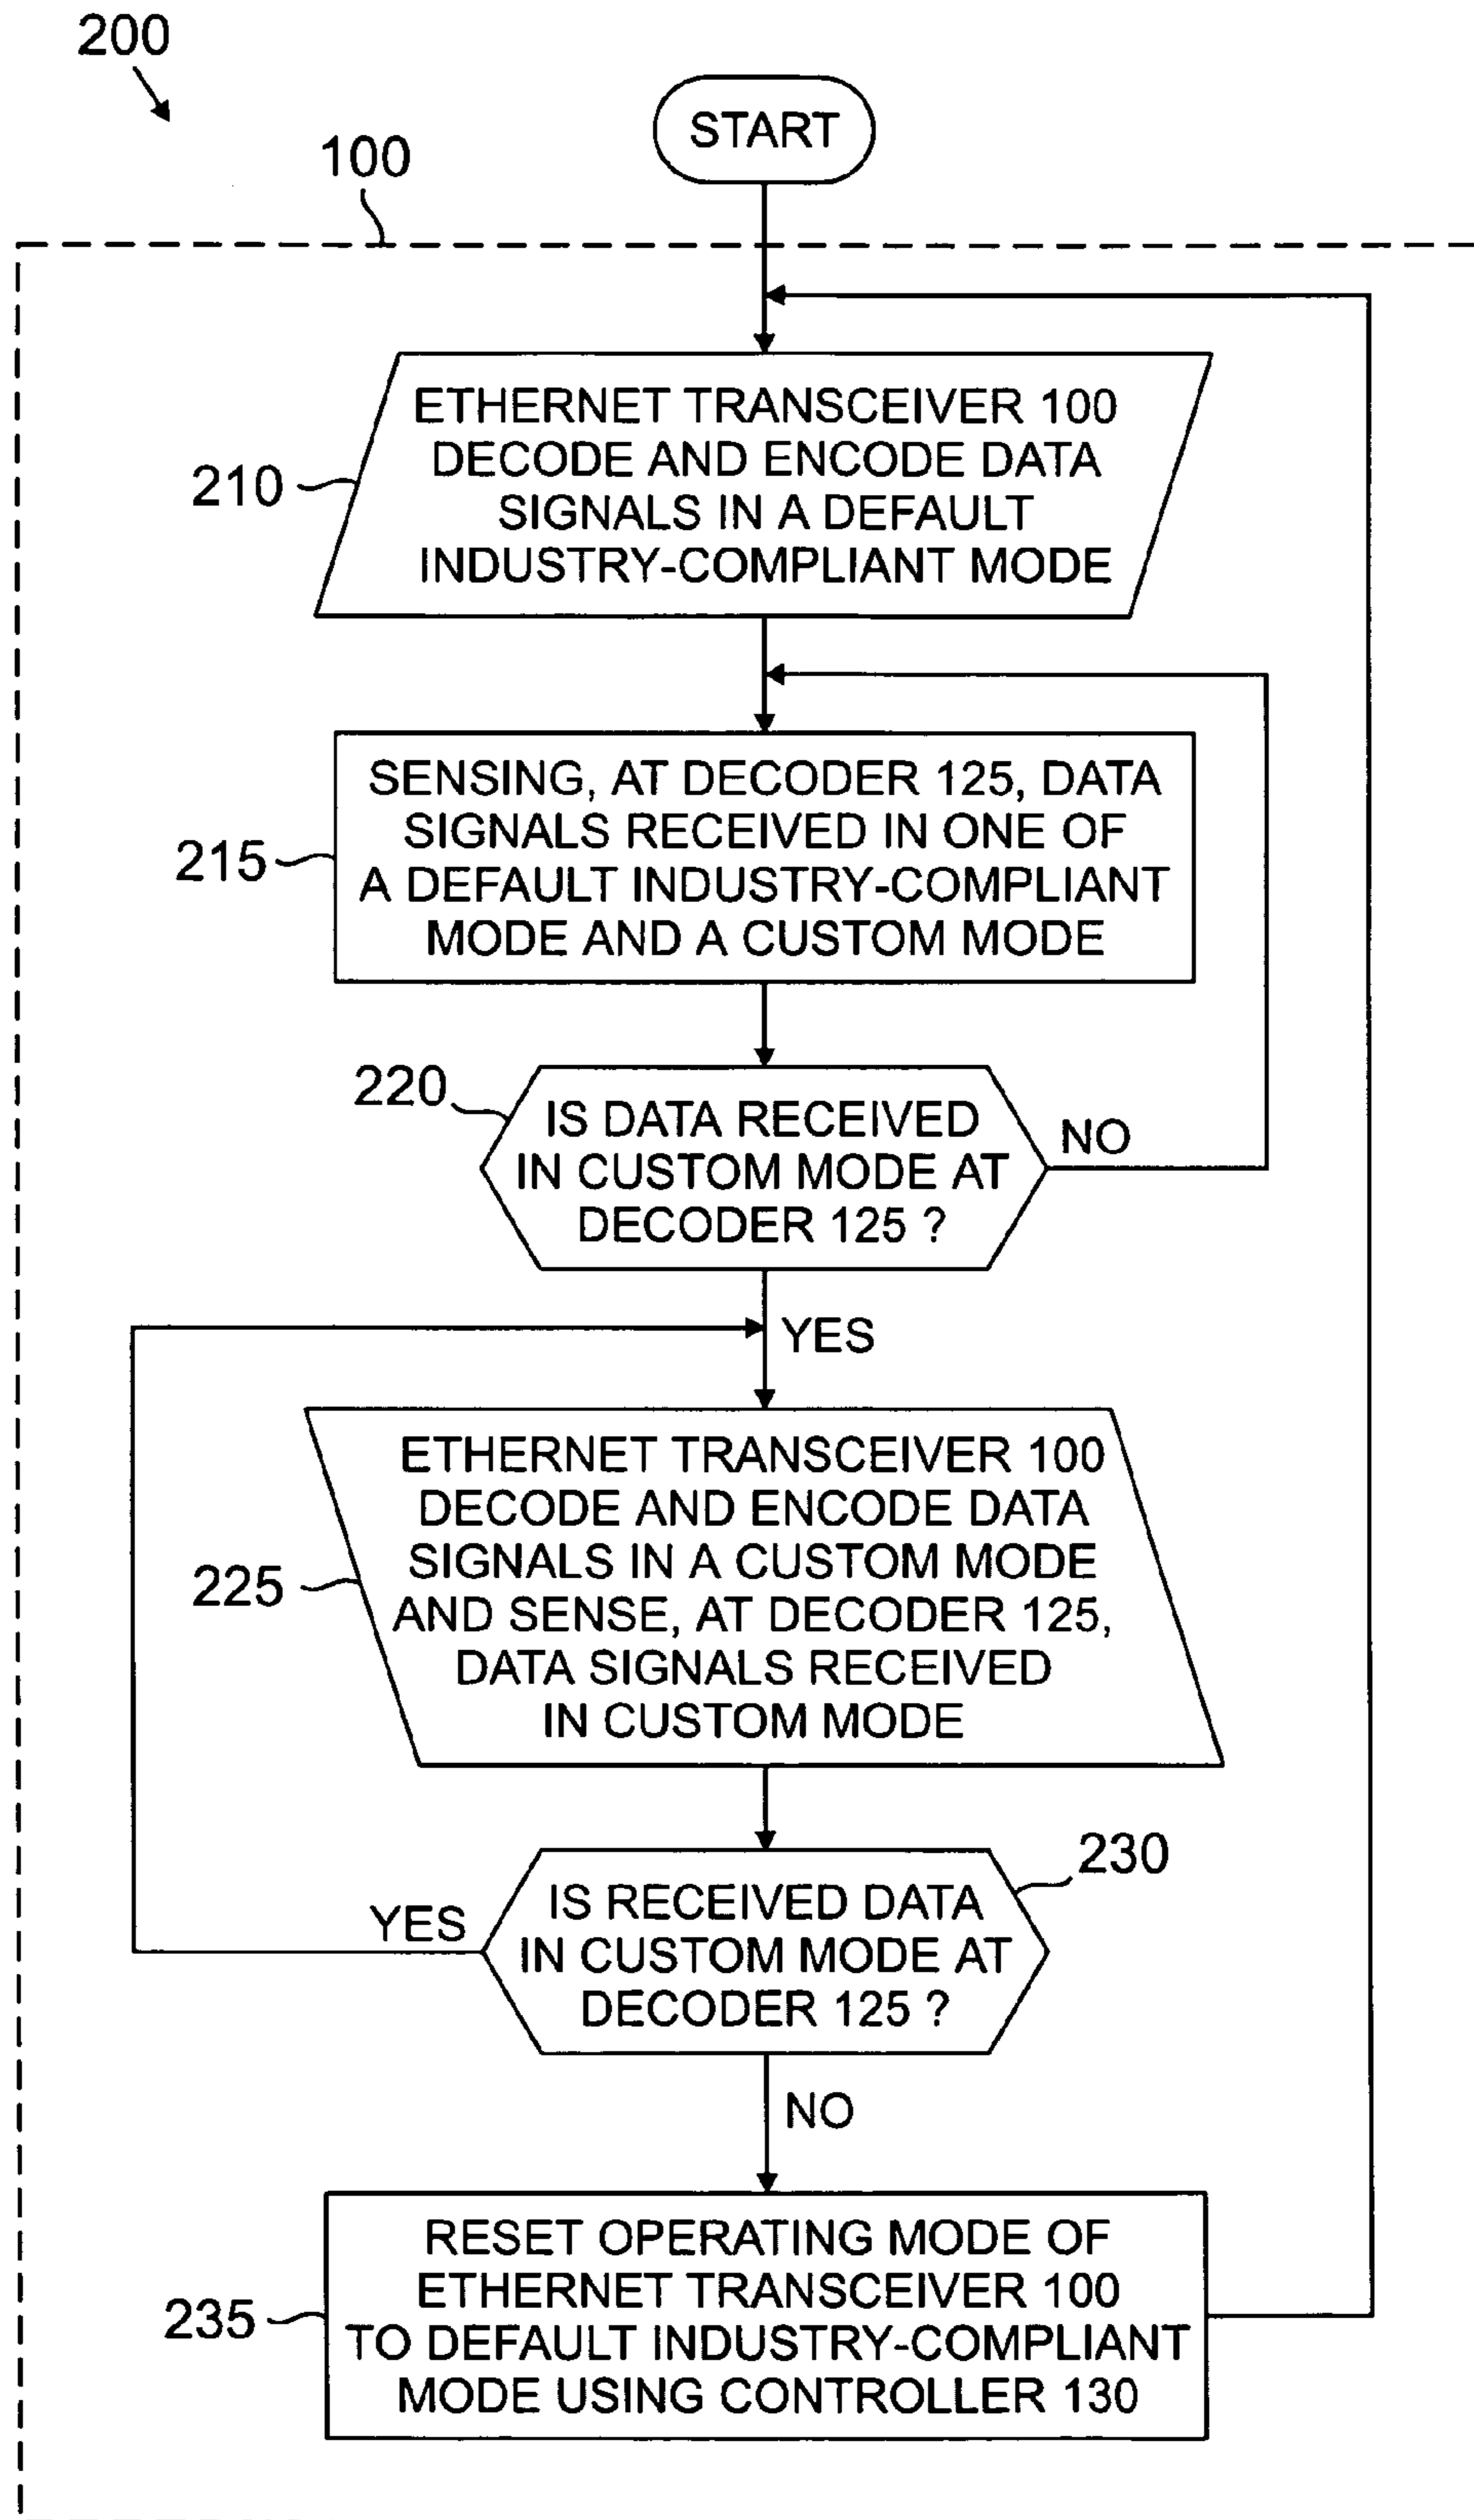 200
START
100
ETHERNET TRANSCEIVER 100
DECODE AND ENCODE DATA
SIGNALS IN A DEFAULT
INDUSTRY-COMPLIANT MODE
210
SENSING, AT DECODER 125, DATA
SIGNALS RECEIVED IN ONE OF
A DEFAULT INDUSTRY-COMPLIANT
MODE AND A CUSTOM MODE
215
220
IS DATA RECEIVED
IN CUSTOM MODE AT
DECODER 125 ?
NO
YES
ETHERNET TRANSCEIVER 100
DECODE AND ENCODE DATA
SIGNALS IN A CUSTOM MODE
AND SENSE, AT DECODER 125,
DATA SIGNALS RECEIVED
IN CUSTOM MODE
225
230
IS RECEIVED DATA
IN CUSTOM MODE AT
DECODER 125 ?
YES
NO
RESET OPERATING MODE OF
ETHERNET TRANSCEIVER 100
TO DEFAULT INDUSTRY-COMPLIANT
MODE USING CONTROLLER 130
235